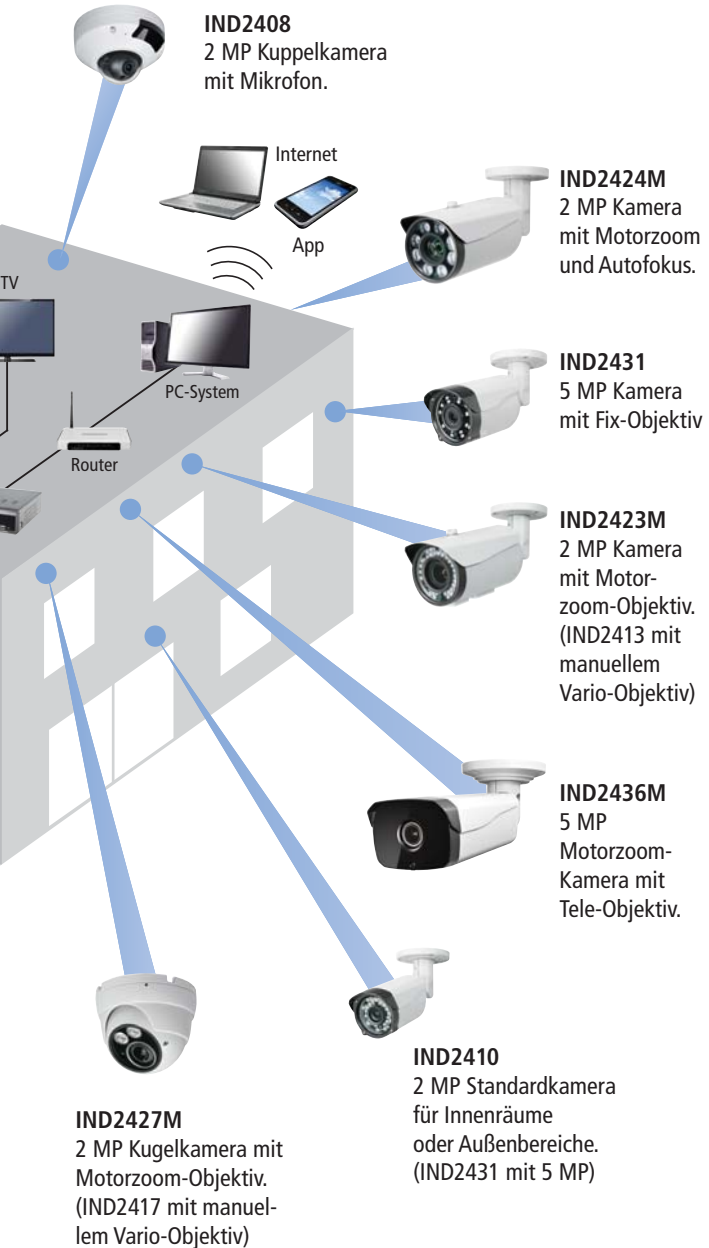 IND2408
2 MP Kuppelkamera
mit Mikrofon.
Internet
App
IND2424M
2 MP Kamera
mit Motorzoom
und Autofokus.
TV
PC-System
Router
IND2431
5 MP Kamera
mit Fix-Objektiv
IND2423M
2 MP Kamera
mit Motor-
zoom-Objektiv.
(IND2413 mit
manuellem
Vario-Objektiv)
IND2436M
5 MP
Motorzoom-
Kamera mit
Tele-Objektiv.
IND2410
2 MP Standardkamera
für Innenräume
oder Außenbereiche.
(IND2431 mit 5 MP)
IND2427M
2 MP Kugelkamera mit
Motorzoom-Objektiv.
(IND2417 mit manuel-
lem Vario-Objektiv)